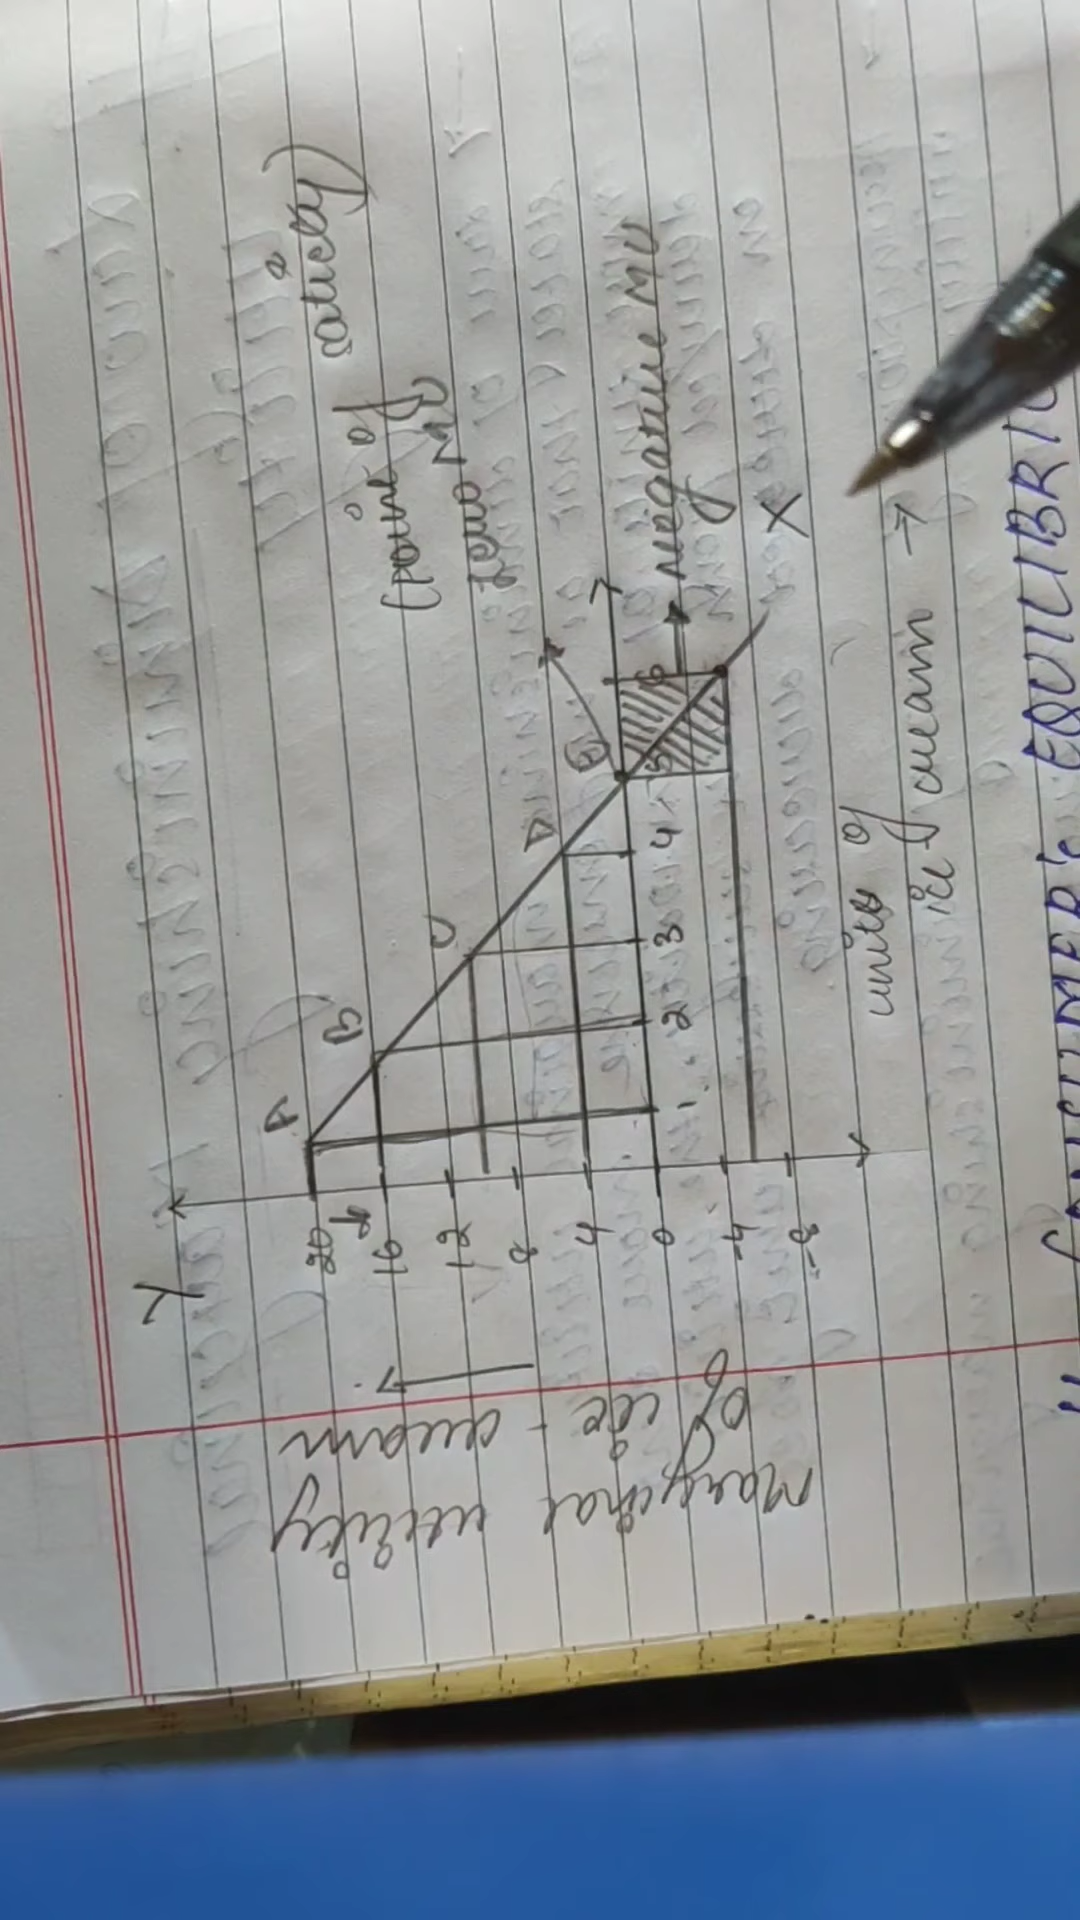 Y
20
16
12
8
4
0
-4
-8
A
B
C
D
E
1
2
3
4
5
6
(point of satiety)
zero MU
negative MU
X
units of
ice cream →
Marginal utility
of ice-cream
EQUILIBRIU